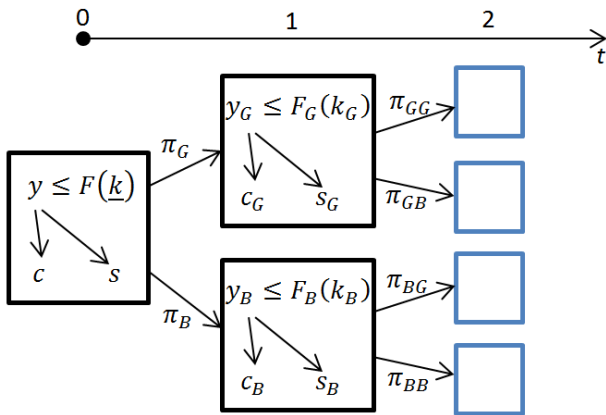 0
1
2
t
y ≤ F(k̲)
c
s
π_G
π_B
y_G ≤ F_G(k_G)
c_G
s_G
y_B ≤ F_B(k_B)
c_B
s_B
π_GG
π_GB
π_BG
π_BB